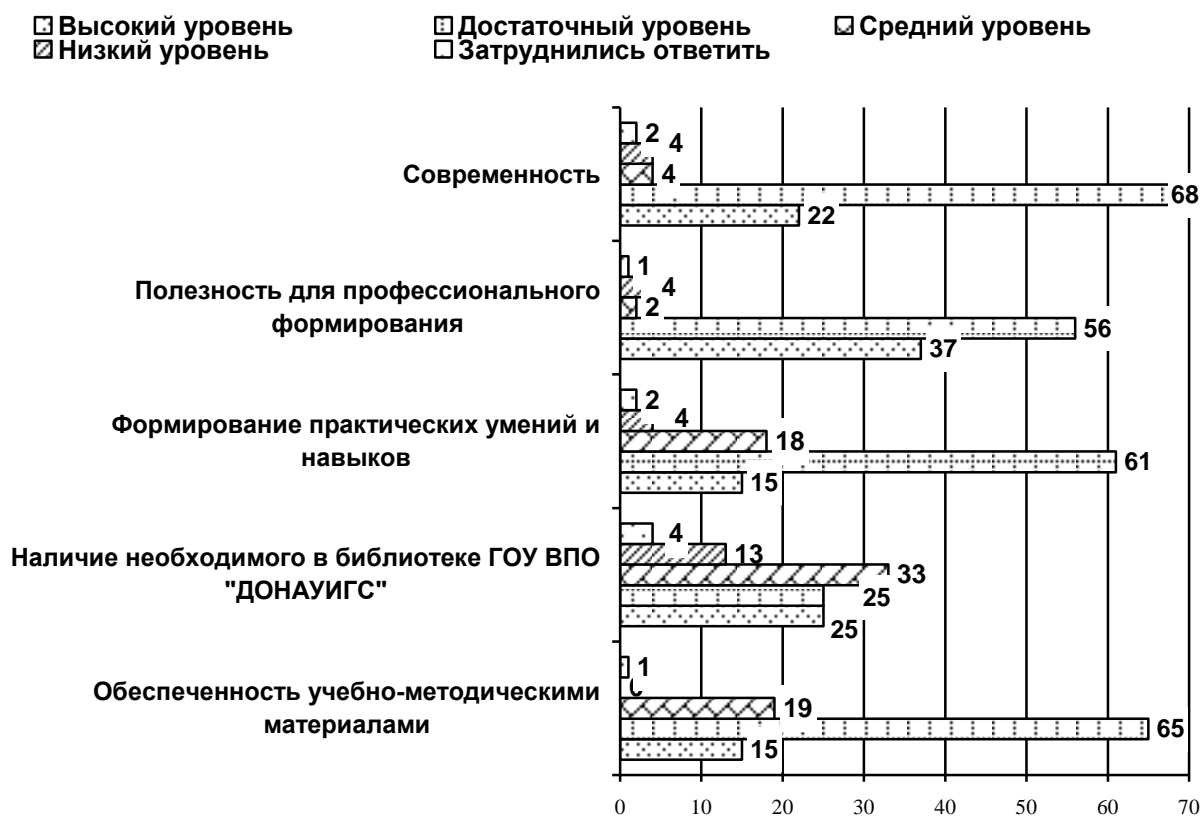 Высокий уровень Достаточный уровень Средний уровень
Низкий уровень Затруднились ответить
2
4
Современность
4
68
22
1
Полезность для профессионального
4
формирования
2
56
37
2
Формирование практических умений и
4
навыков
18
61
15
4
Наличие необходимого в библиотеке ГОУ ВПО
13
"ДОНАУИГС"
33
25
25
1
Обеспеченность учебно-методическими
19
материалами
65
15
0 10 20 30 40 50 60 70